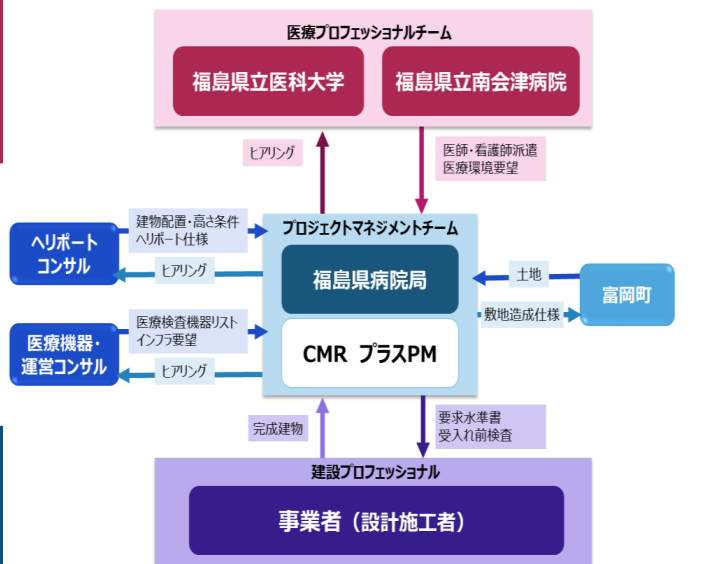 医療プロフェッショナルチーム
福島県立医科大学
福島県立南会津病院
ヒアリング
医師・看護師派遣
医療環境要望
建物配置・高さ条件
ヘリポート仕様
ヘリポート
コンサル
ヒアリング
プロジェクトマネジメントチーム
福島県病院局
土地
富岡町
敷地造成仕様
医療検査機器リスト
インフラ要望
医療機器・
運営コンサル
ヒアリング
CMR プラスPM
完成建物
要求水準書
受入れ前検査
建設プロフェッショナル
事業者（設計施工者）